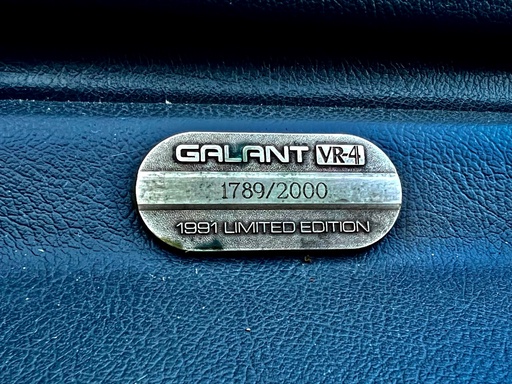 GALANT VR-4
1789/2000
1991 LIMITED EDITION